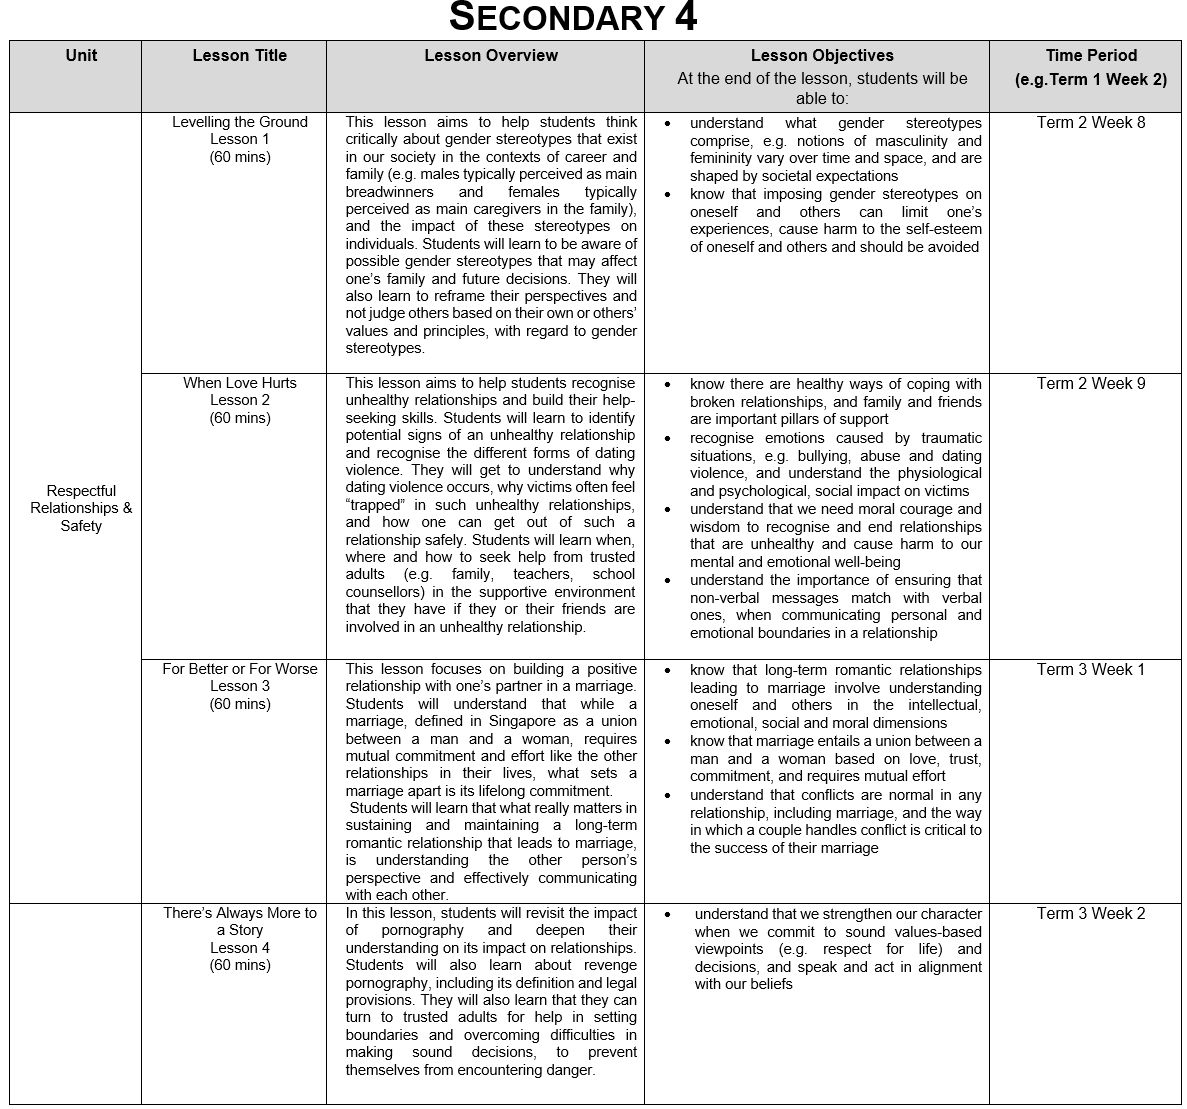 SECONDARY 4
Unit
Lesson Title
Lesson Overview
Lesson Objectives
At the end of the lesson, students will be
able to:
Time Period
(e.g.Term 1 Week 2)
Respectful
Relationships &
Safety
Levelling the Ground
Lesson 1
(60 mins)
This lesson aims to help students think
critically about gender stereotypes that exist
in our society in the contexts of career and
family (e.g. males typically perceived as main
breadwinners and females typically
perceived as main caregivers in the family),
and the impact of these stereotypes on
individuals. Students will learn to be aware of
possible gender stereotypes that may affect
one’s family and future decisions. They will
also learn to reframe their perspectives and
not judge others based on their own or others’
values and principles, with regard to gender
stereotypes.
• understand what gender stereotypes
comprise, e.g. notions of masculinity and
femininity vary over time and space, and are
shaped by societal expectations
• know that imposing gender stereotypes on
oneself and others can limit one’s
experiences, cause harm to the self-esteem
of oneself and others and should be avoided
Term 2 Week 8
When Love Hurts
Lesson 2
(60 mins)
This lesson aims to help students recognise
unhealthy relationships and build their help-
seeking skills. Students will learn to identify
potential signs of an unhealthy relationship
and recognise the different forms of dating
violence. They will get to understand why
dating violence occurs, why victims often feel
“trapped” in such unhealthy relationships,
and how one can get out of such a
relationship safely. Students will learn when,
where and how to seek help from trusted
adults (e.g. family, teachers, school
counsellors) in the supportive environment
that they have if they or their friends are
involved in an unhealthy relationship.
• know there are healthy ways of coping with
broken relationships, and family and friends
are important pillars of support
• recognise emotions caused by traumatic
situations, e.g. bullying, abuse and dating
violence, and understand the physiological
and psychological, social impact on victims
• understand that we need moral courage and
wisdom to recognise and end relationships
that are unhealthy and cause harm to our
mental and emotional well-being
• understand the importance of ensuring that
non-verbal messages match with verbal
ones, when communicating personal and
emotional boundaries in a relationship
Term 2 Week 9
For Better or For Worse
Lesson 3
(60 mins)
This lesson focuses on building a positive
relationship with one’s partner in a marriage.
Students will understand that while a
marriage, defined in Singapore as a union
between a man and a woman, requires
mutual commitment and effort like the other
relationships in their lives, what sets a
marriage apart is its lifelong commitment.
Students will learn that what really matters in
sustaining and maintaining a long-term
romantic relationship that leads to marriage,
is understanding the other person’s
perspective and effectively communicating
with each other.
• know that long-term romantic relationships
leading to marriage involve understanding
oneself and others in the intellectual,
emotional, social and moral dimensions
• know that marriage entails a union between a
man and a woman based on love, trust,
commitment, and requires mutual effort
• understand that conflicts are normal in any
relationship, including marriage, and the way
in which a couple handles conflict is critical to
the success of their marriage
Term 3 Week 1
There’s Always More to
a Story
Lesson 4
(60 mins)
In this lesson, students will revisit the impact
of pornography and deepen their
understanding on its impact on relationships.
Students will also learn about revenge
pornography, including its definition and legal
provisions. They will also learn that they can
turn to trusted adults for help in setting
boundaries and overcoming difficulties in
making sound decisions, to prevent
themselves from encountering danger.
• understand that we strengthen our character
when we commit to sound values-based
viewpoints (e.g. respect for life) and
decisions, and speak and act in alignment
with our beliefs
Term 3 Week 2